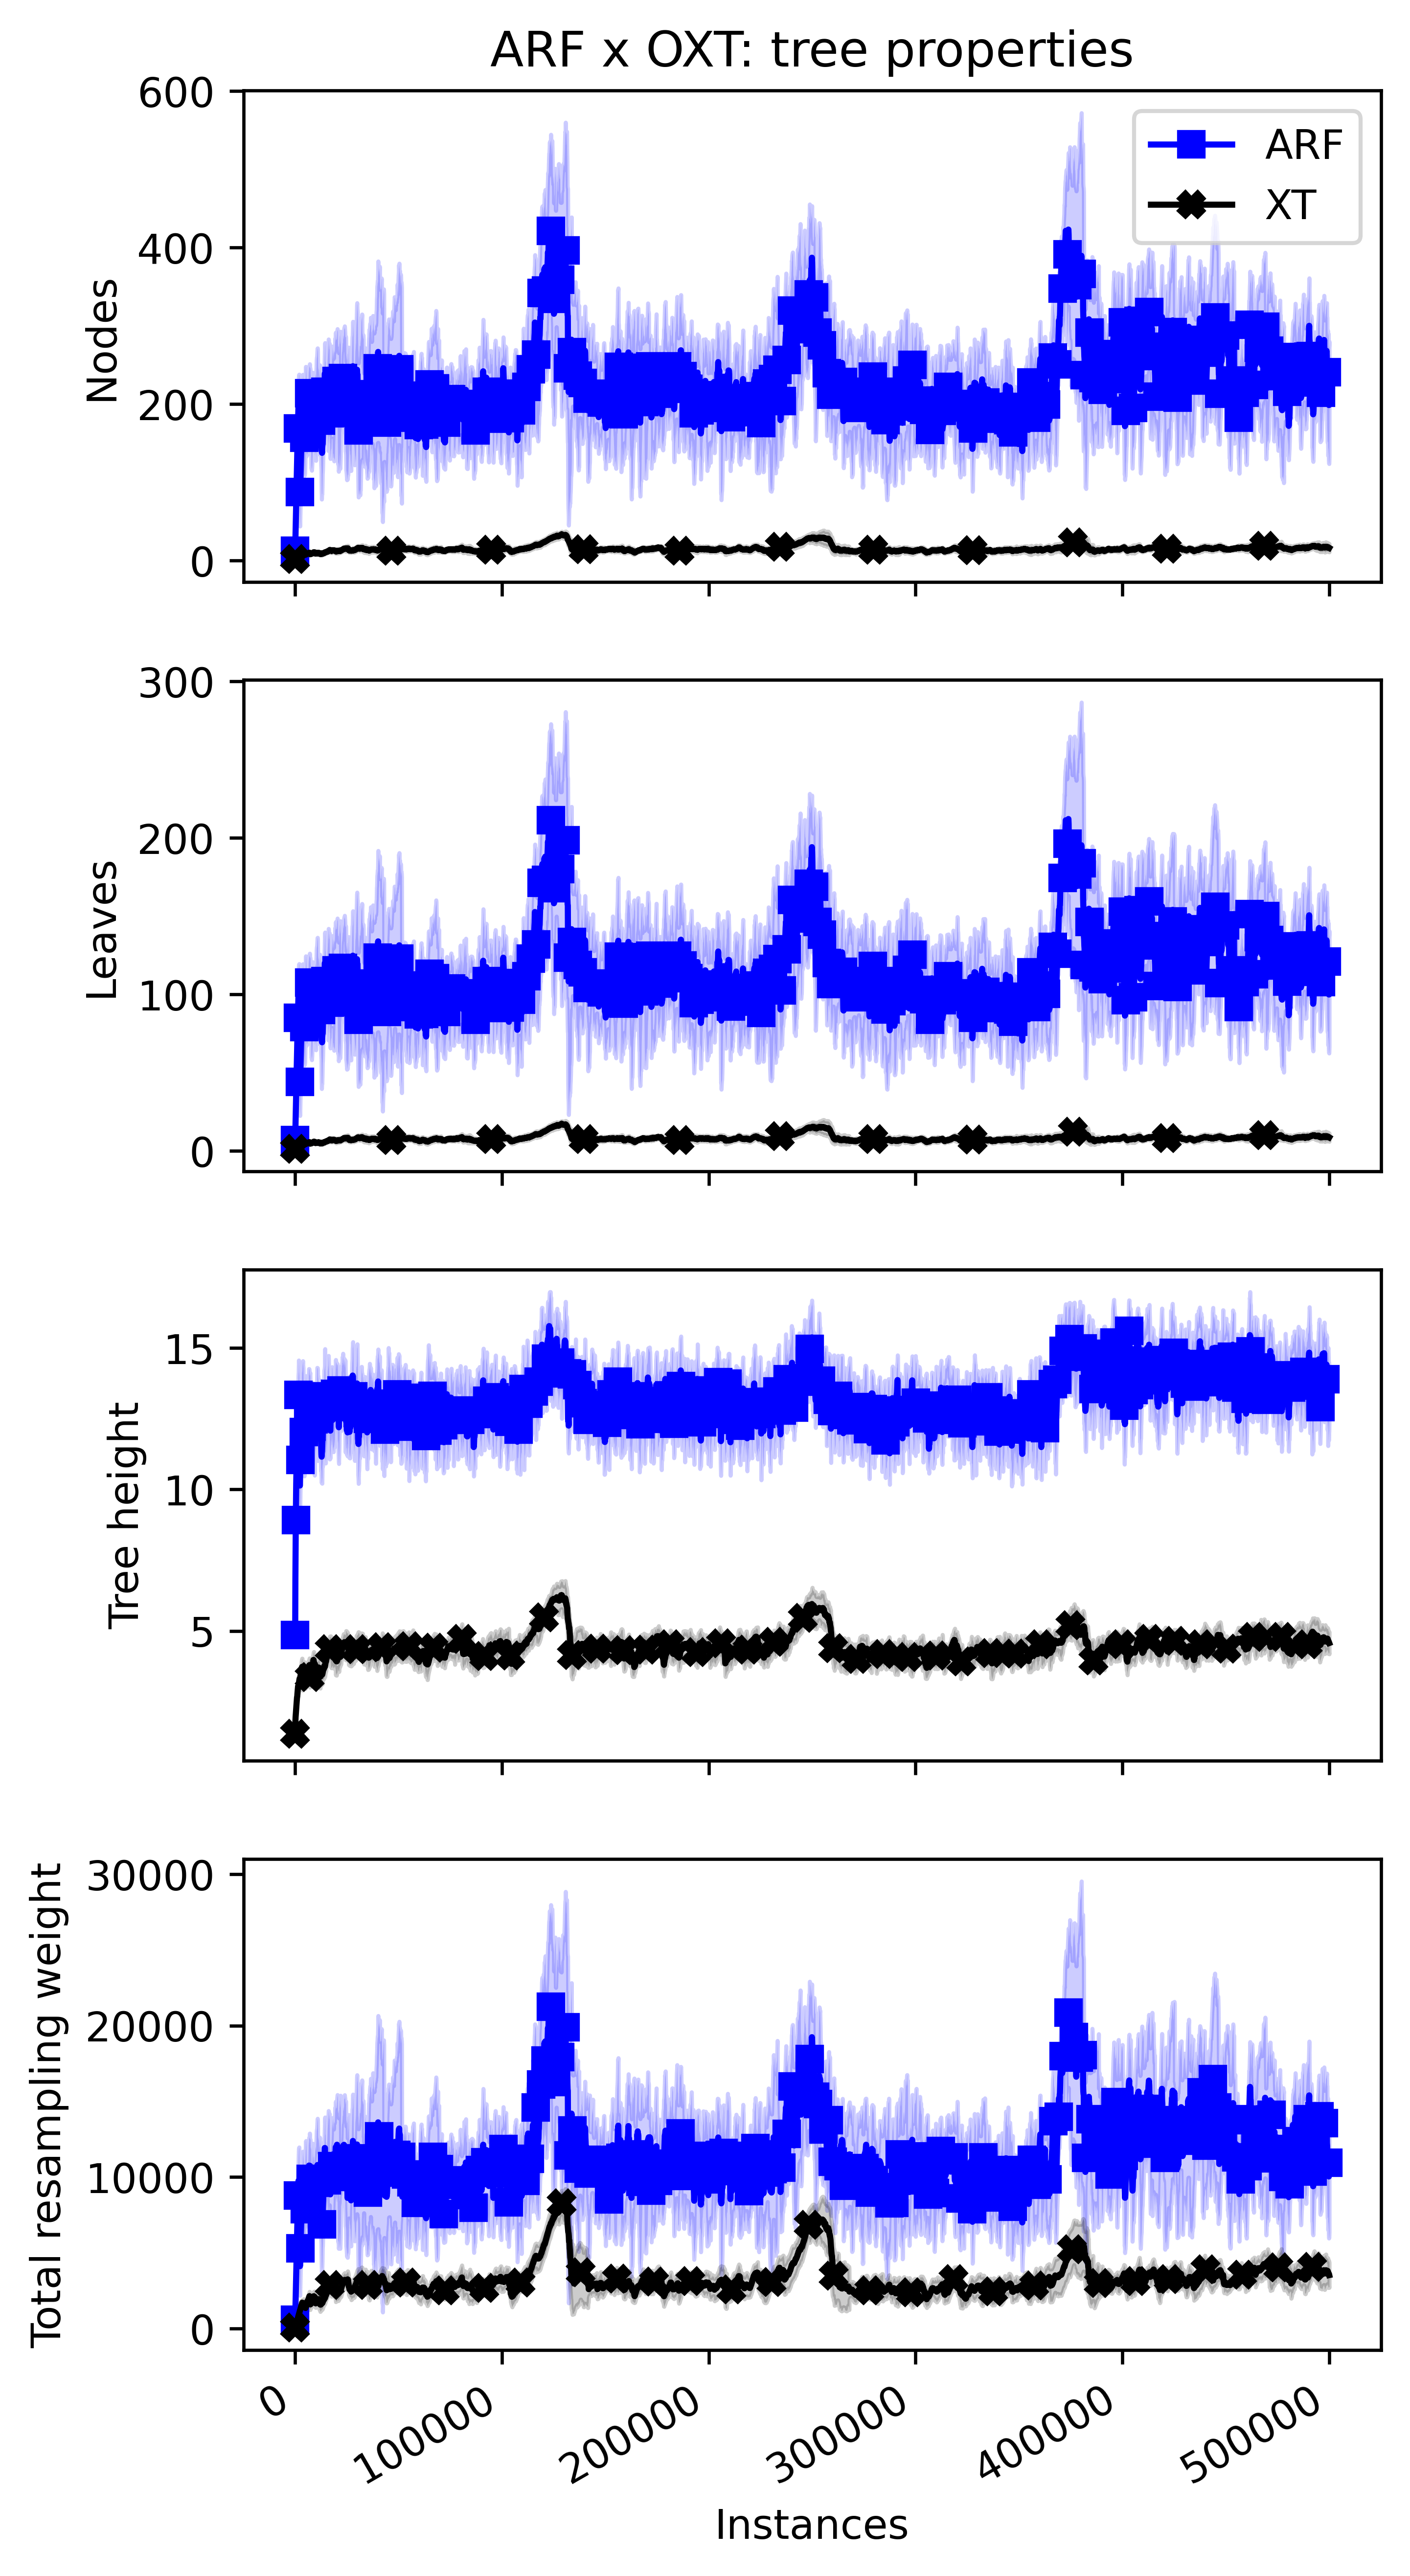 ARF x OXT: tree properties
600
400
200
0
Nodes
ARF
XT
300
200
100
0
Leaves
15
10
5
Tree height
30000
20000
10000
0
Total resampling weight
0
100000
200000
300000
400000
500000
Instances